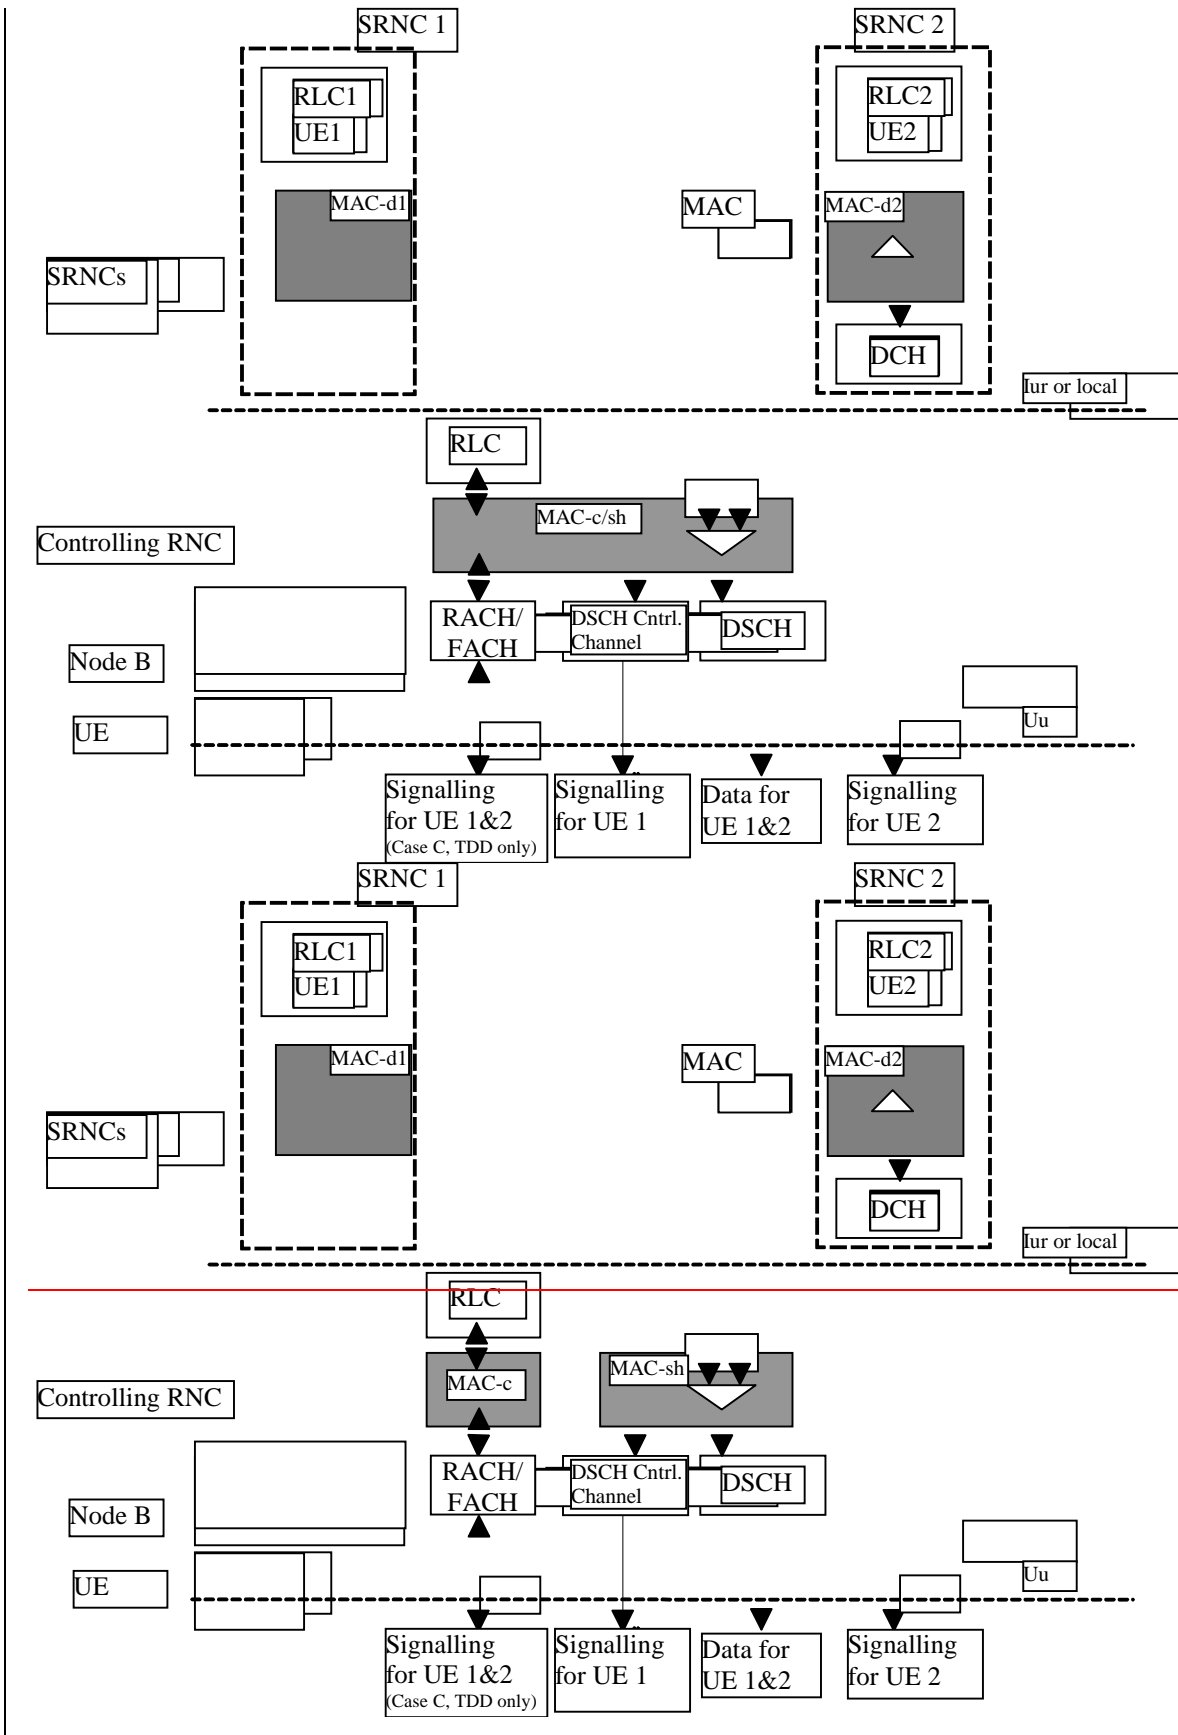 SRNC 1
SRNC 2
RLC1
UE1
RLC2
UE2
MAC-d1
MAC
MAC-d2
SRNCs
DCH
Iur or local
RLC
MAC-c/sh
Controlling RNC
RACH/
FACH
DSCH Cntrl.
Channel
DSCH
Node B
UE
Uu
Signalling
for UE 1&2
(Case C, TDD only)
Signalling
for UE 1
Data for
UE 1&2
Signalling
for UE 2
SRNC 1
SRNC 2
RLC1
UE1
RLC2
UE2
MAC-d1
MAC
MAC-d2
SRNCs
DCH
Iur or local
RLC
MAC-c
MAC-sh
Controlling RNC
RACH/
FACH
DSCH Cntrl.
Channel
DSCH
Node B
UE
Uu
Signalling
for UE 1&2
(Case C, TDD only)
Signalling
for UE 1
Data for
UE 1&2
Signalling
for UE 2